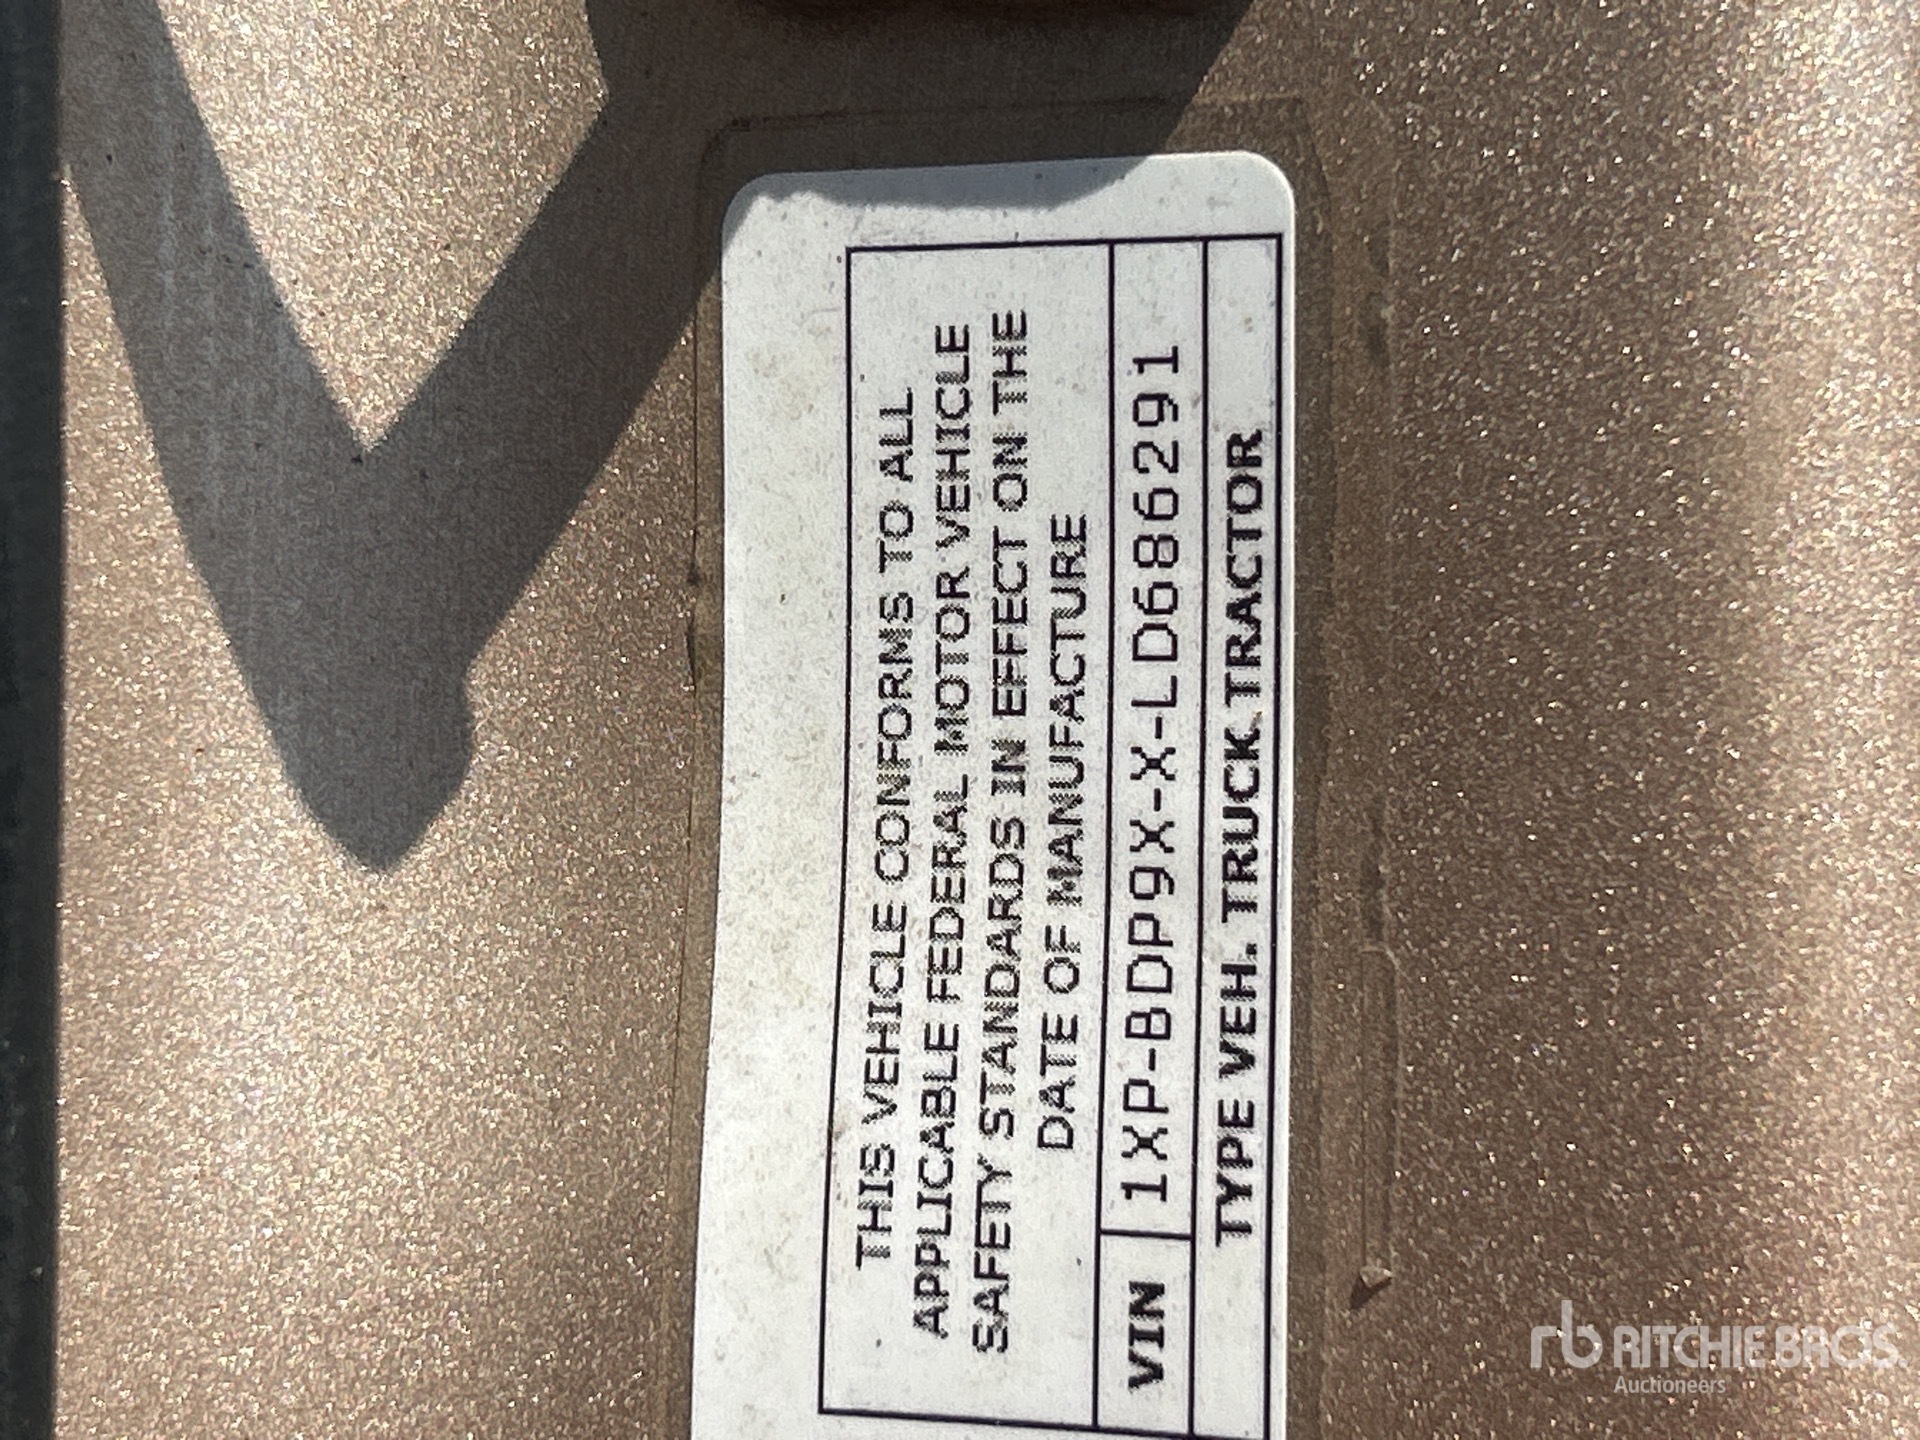 THIS VEHICLE CONFORMS TO ALL
APPLICABLE FEDERAL MOTOR VEHICLE
SAFETY STANDARDS IN EFFECT ON THE
DATE OF MANUFACTURE
VIN 1XP-BDP9X-X-LD686291
TYPE VEH. TRUCK.TRACTOR
rb RITCHIE BROS.
Auctioneers